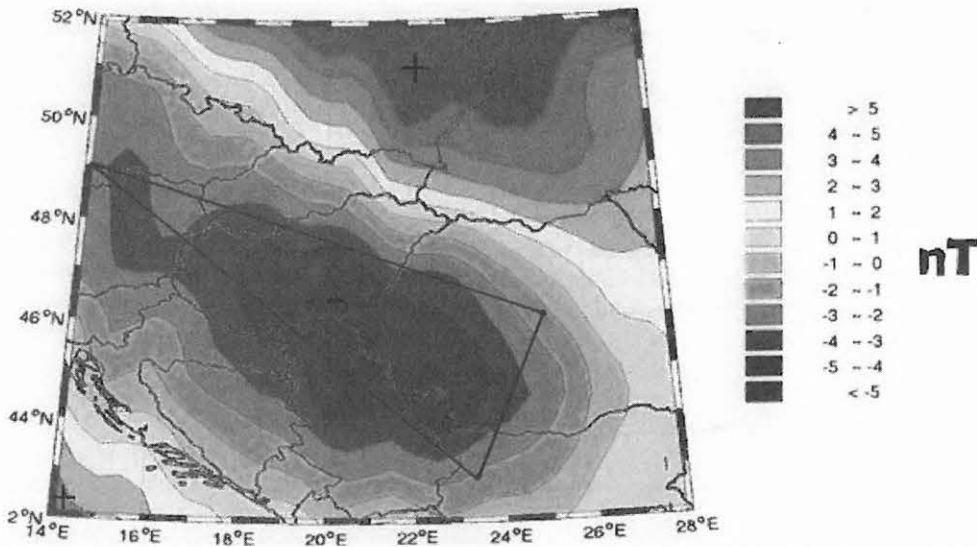 52°N
50°N
48°N
46°N
44°N
2°N
14°E 16°E 18°E 20°E 22°E 24°E 26°E 28°E
+
−
+
> 5
4 ~ 5
3 ~ 4
2 ~ 3
1 ~ 2
0 ~ 1
-1 ~ 0
-2 ~ -1
-3 ~ -2
-4 ~ -3
-5 ~ -4
< -5
nT